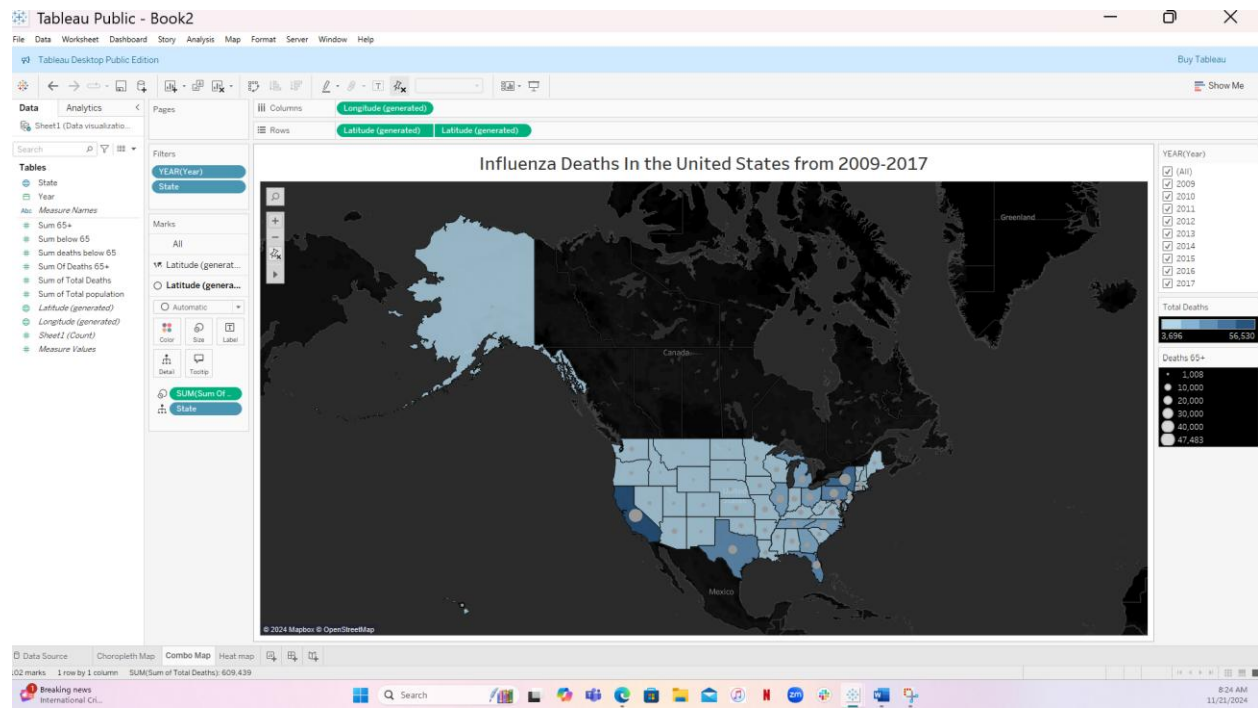 Tableau Public - Book2
File Data Worksheet Dashboard Story Analysis Map Format Server Window Help
Tableau Desktop Public Edition
Buy Tableau
Show Me
Data Analytics
Sheet1 (Data visualizatio...
Search
Tables
State
Year
Abc Measure Names
Sum 65+
Sum below 65
Sum deaths below 65
Sum Of Deaths 65+
Sum of Total Deaths
Sum of Total population
Latitude (generated)
Longitude (generated)
Sheet1 (Count)
Measure Values
Pages
Filters
YEAR(Year)
State
Marks
All
Latitude (generat...
Latitude (genera...
Automatic
Color Size Label
Detail Tooltip
SUM(Sum Of ..
State
Columns Longitude (generated)
Rows Latitude (generated) Latitude (generated)
Influenza Deaths In the United States from 2009-2017
Greenland
Canada
Mexico
© 2024 Mapbox © OpenStreetMap
YEAR(Year)
(All)
2009
2010
2011
2012
2013
2014
2015
2016
2017
Total Deaths
3,696 56,530
Deaths 65+
1,008
10,000
20,000
30,000
40,000
47,483
Data Source Choropleth Map Combo Map Heat map
02 marks 1 row by 1 column SUM(Sum of Total Deaths): 609,439
Breaking news
International Cri...
Search
zm
8:24 AM
11/21/2024